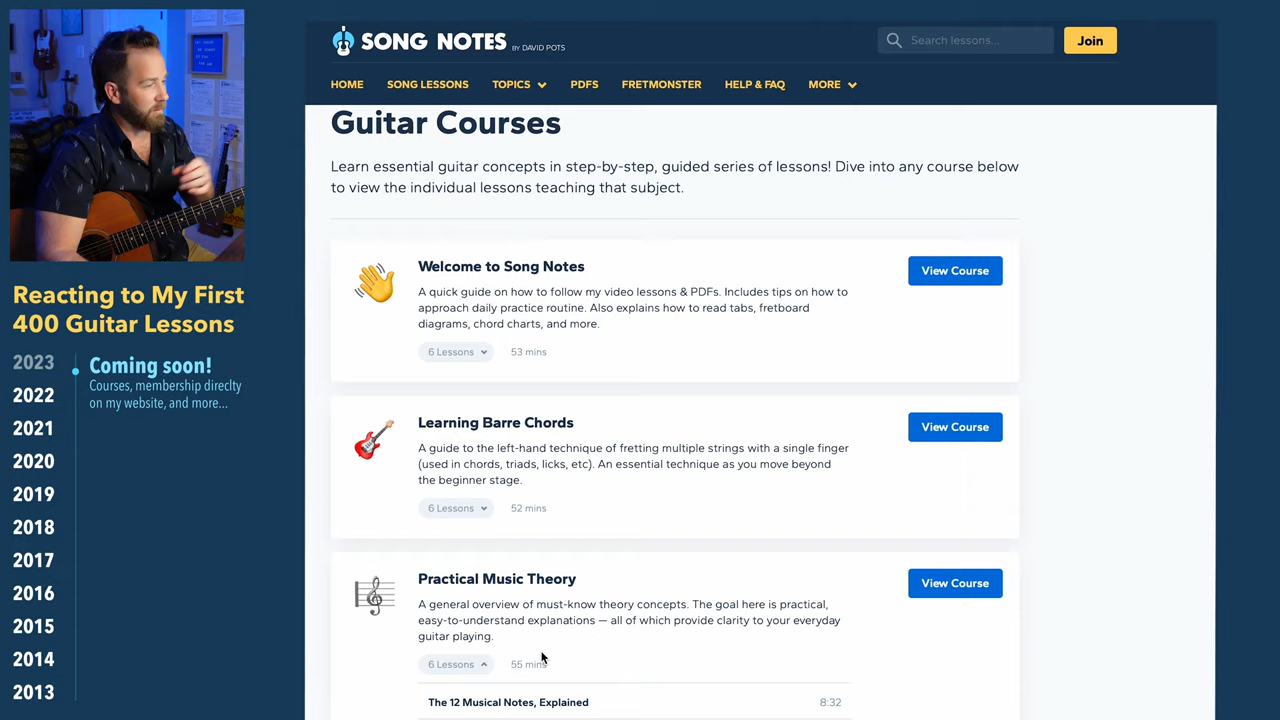 SONG NOTES BY DAVID POTS
Search lessons...
Join
HOME
SONG LESSONS
TOPICS
PDFS
FRETMONSTER
HELP & FAQ
MORE
Guitar Courses
Learn essential guitar concepts in step-by-step, guided series of lessons! Dive into any course below
to view the individual lessons teaching that subject.
Welcome to Song Notes
View Course
A quick guide on how to follow my video lessons & PDFs. Includes tips on how to
approach daily practice routine. Also explains how to read tabs, fretboard
diagrams, chord charts, and more.
6 Lessons
53 mins
Learning Barre Chords
View Course
A guide to the left-hand technique of fretting multiple strings with a single finger
(used in chords, triads, licks, etc). An essential technique as you move beyond
the beginner stage.
6 Lessons
52 mins
Practical Music Theory
View Course
A general overview of must-know theory concepts. The goal here is practical,
easy-to-understand explanations — all of which provide clarity to your everyday
guitar playing.
6 Lessons
55 mins
The 12 Musical Notes, Explained
8:32
Reacting to My First
400 Guitar Lessons
2023
Coming soon!
Courses, membership direclty
on my website, and more...
2022
2021
2020
2019
2018
2017
2016
2015
2014
2013